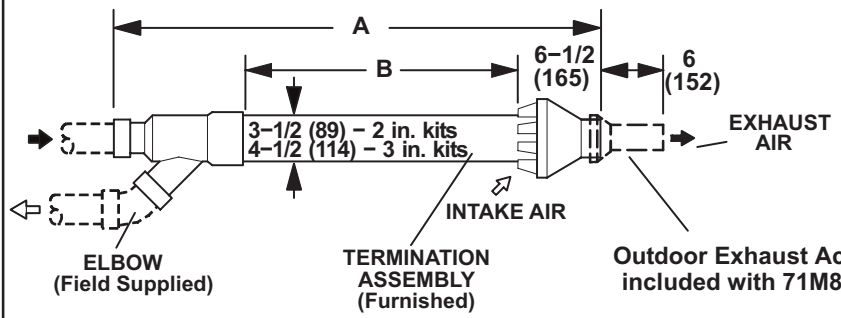 A
B
6−1/2
(165)
6
(152)
3−1/2 (89) − 2 in. kits
4−1/2 (114) − 3 in. kits
EXHAUST
AIR
INTAKE AIR
ELBOW
(Field Supplied)
TERMINATION
ASSEMBLY
(Furnished)
Outdoor Exhaust Ac
included with 71M8